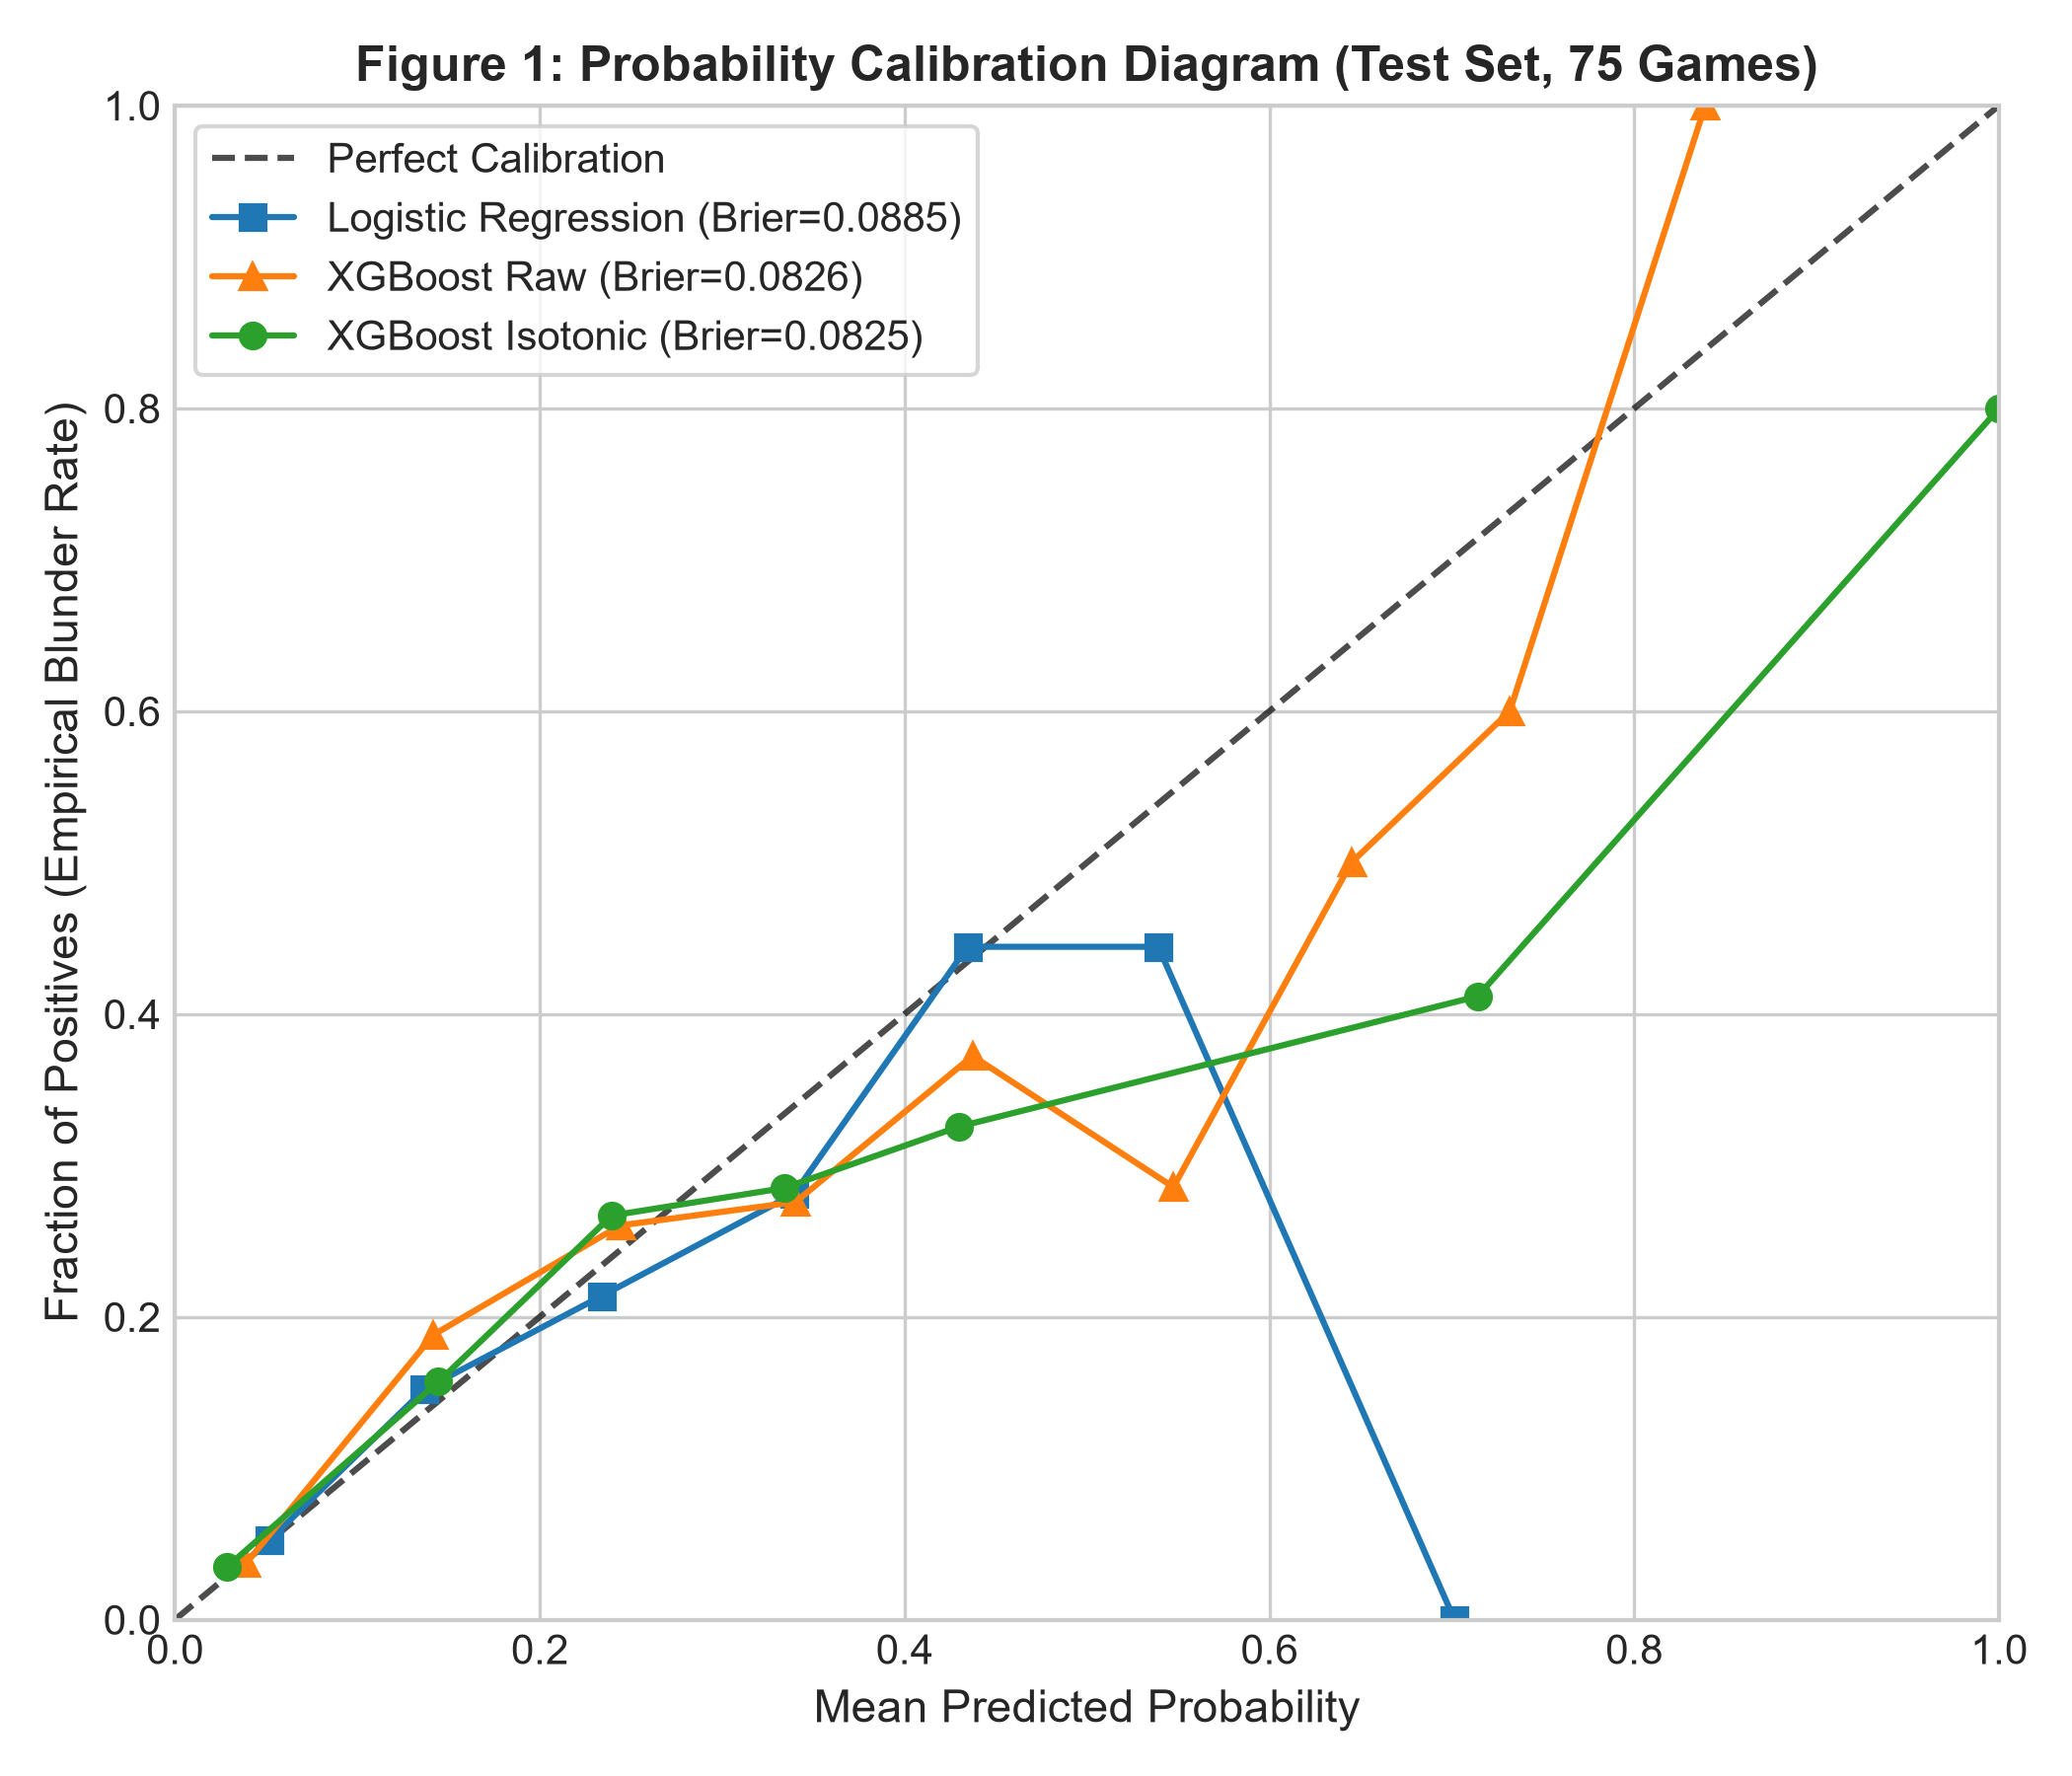 Figure 1: Probability Calibration Diagram (Test Set, 75 Games)
Perfect Calibration
Logistic Regression (Brier=0.0885)
XGBoost Raw (Brier=0.0826)
XGBoost Isotonic (Brier=0.0825)
Fraction of Positives (Empirical Blunder Rate)
1.0
0.8
0.6
0.4
0.2
0.0
0.0 0.2 0.4 0.6 0.8 1.0
Mean Predicted Probability